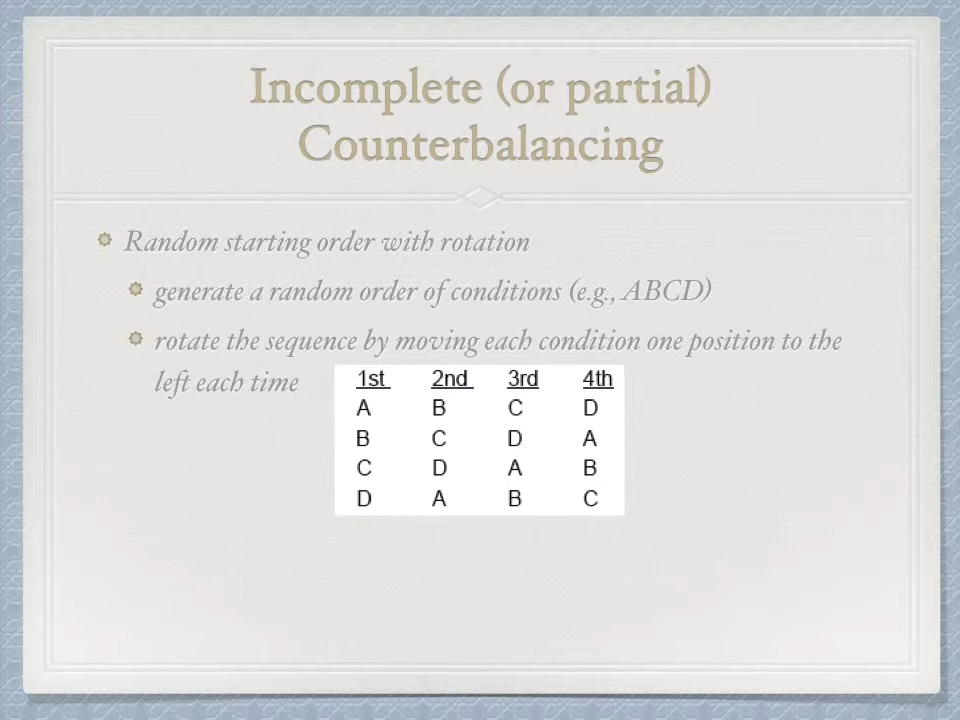 Incomplete (or partial)
Counterbalancing
Random starting order with rotation
generate a random order of conditions (e.g., ABCD)
rotate the sequence by moving each condition one position to the
left each time
1st 2nd 3rd 4th
A B C D
B C D A
C D A B
D A B C